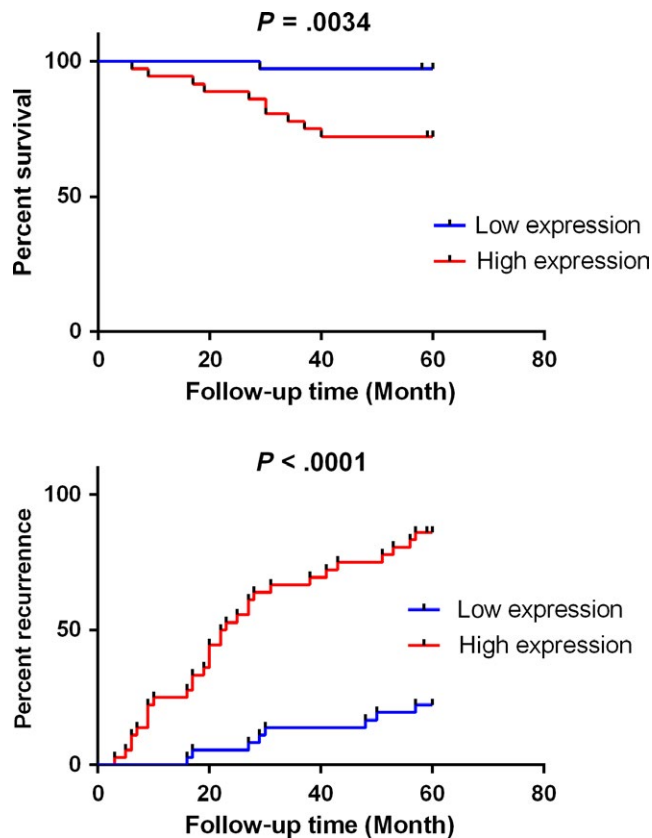 P = .0034
100
50
0
Percent survival
Low expression
High expression
0 20 40 60 80
Follow-up time (Month)
P < .0001
100
50
0
Percent recurrennce
Low expression
High expression
0 20 40 60 80
Follow-up time (Month)